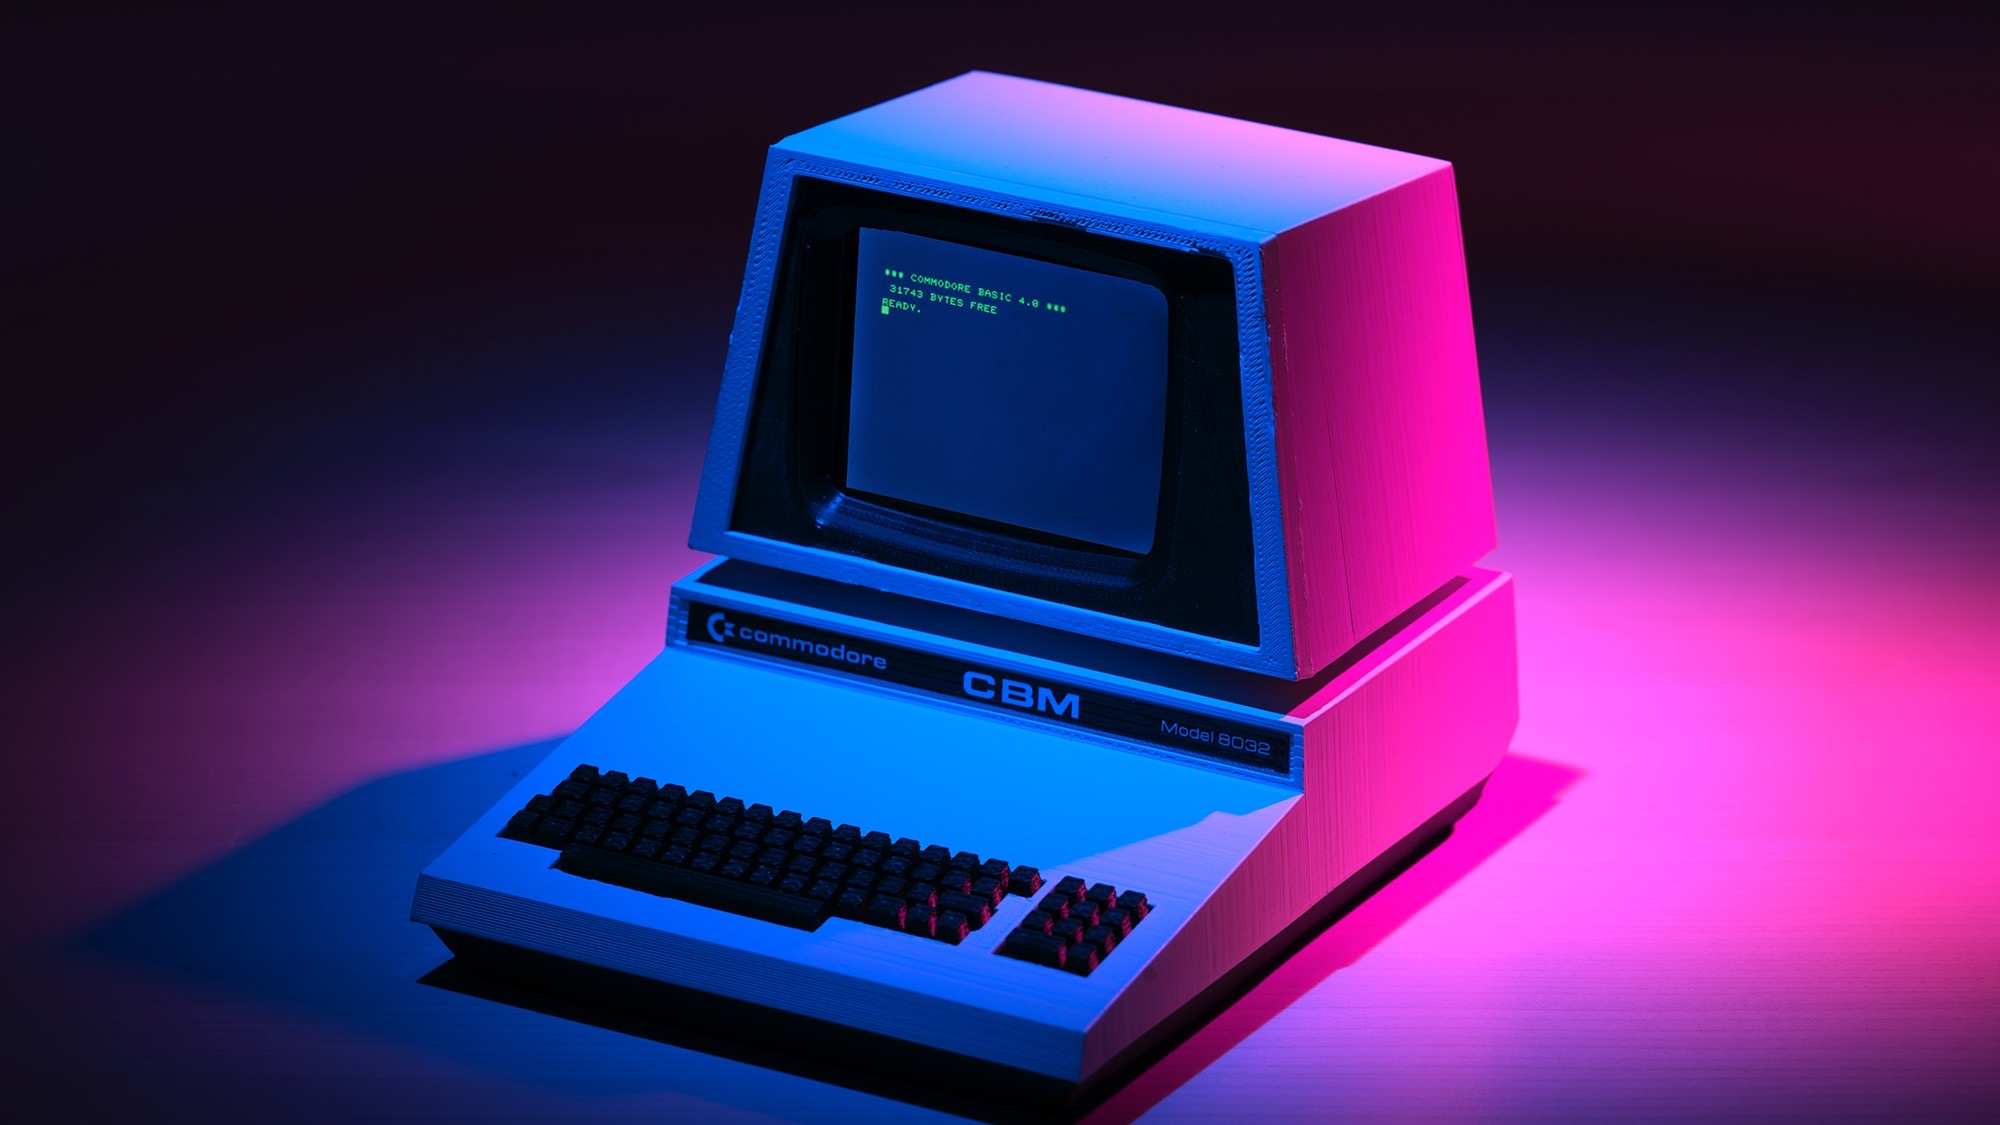 *** COMMODORE BASIC 4.0 ***
31743 BYTES FREE
READY.
commodore
CBM
Model 8032